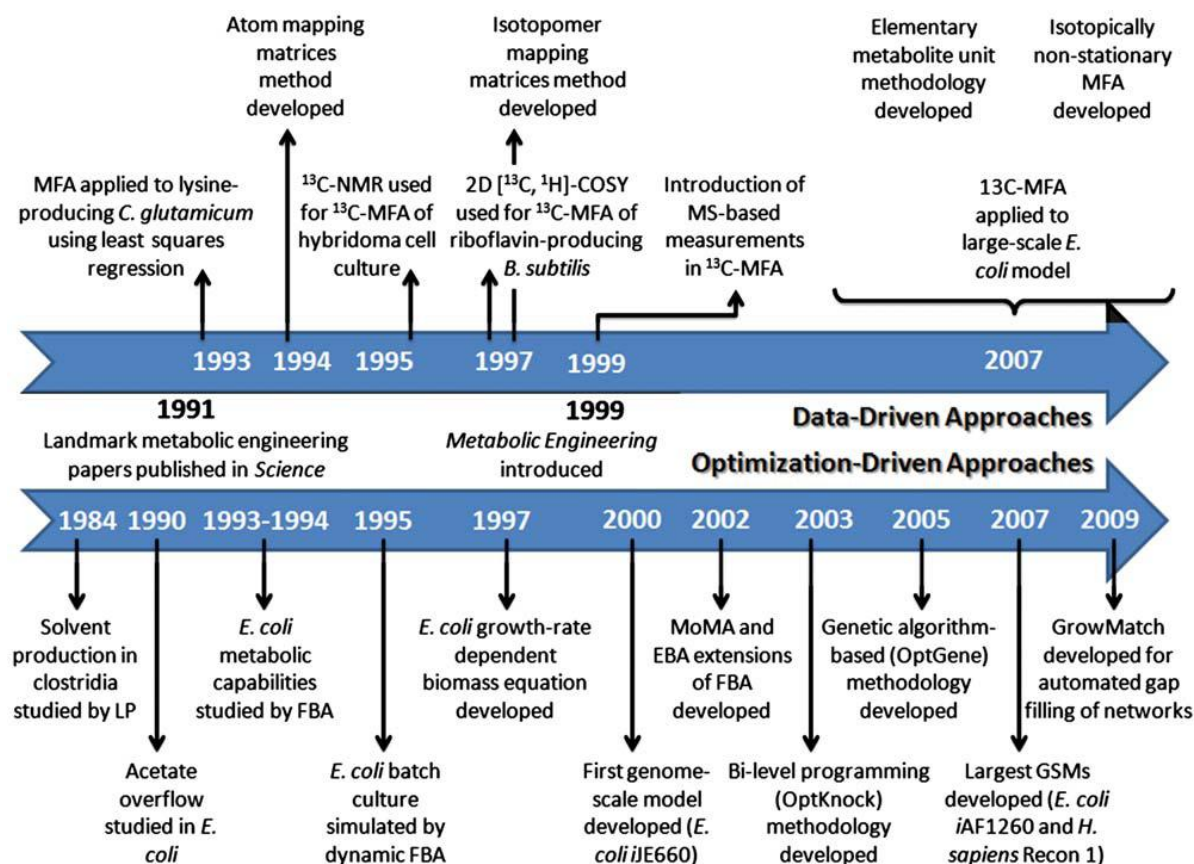 Atom mapping
matrices
method
developed
Isotopomer
mapping
matrices method
developed
Elementary
metabolite unit
methodology
developed
Isotopically
non-stationary
MFA
developed
MFA applied to lysine-
producing C. glutamicum
using least squares
regression
¹³C-NMR used
for ¹³C-MFA of
hybridoma cell
culture
2D [¹³C, ¹H]-COSY
used for ¹³C-MFA of
riboflavin-producing
B. subtilis
Introduction of
MS-based
measurements
in ¹³C-MFA
13C-MFA
applied to
large-scale E.
coli model
1993 1994 1995 1997 1999 2007
1991
Landmark metabolic engineering
papers published in Science
1999
Metabolic Engineering
introduced
Data-Driven Approaches
Optimization-Driven Approaches
1984 1990 1993-1994 1995 1997 2000 2002 2003 2005 2007 2009
Solvent
production in
clostridia
studied by LP
E. coli
metabolic
capabilities
studied by FBA
E. coli growth-rate
dependent
biomass equation
developed
MoMA and
EBA extensions
of FBA
developed
Genetic algorithm-
based (OptGene)
methodology
developed
GrowMatch
developed for
automated gap
filling of networks
Acetate
overflow
studied in E.
coli
E. coli batch
culture
simulated by
dynamic FBA
First genome-
scale model
developed (E.
coli iJE660)
Bi-level programming
(OptKnock)
methodology
developed
Largest GSMs
developed (E. coli
iAF1260 and H.
sapiens Recon 1)